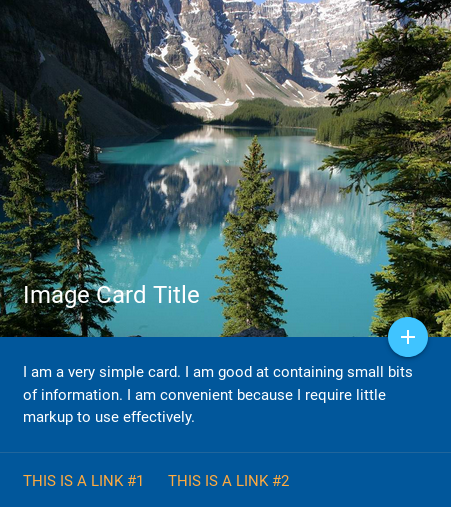 Image Card Title
I am a very simple card. I am good at containing small bits
of information. I am convenient because I require little
markup to use effectively.
THIS IS A LINK #1 THIS IS A LINK #2